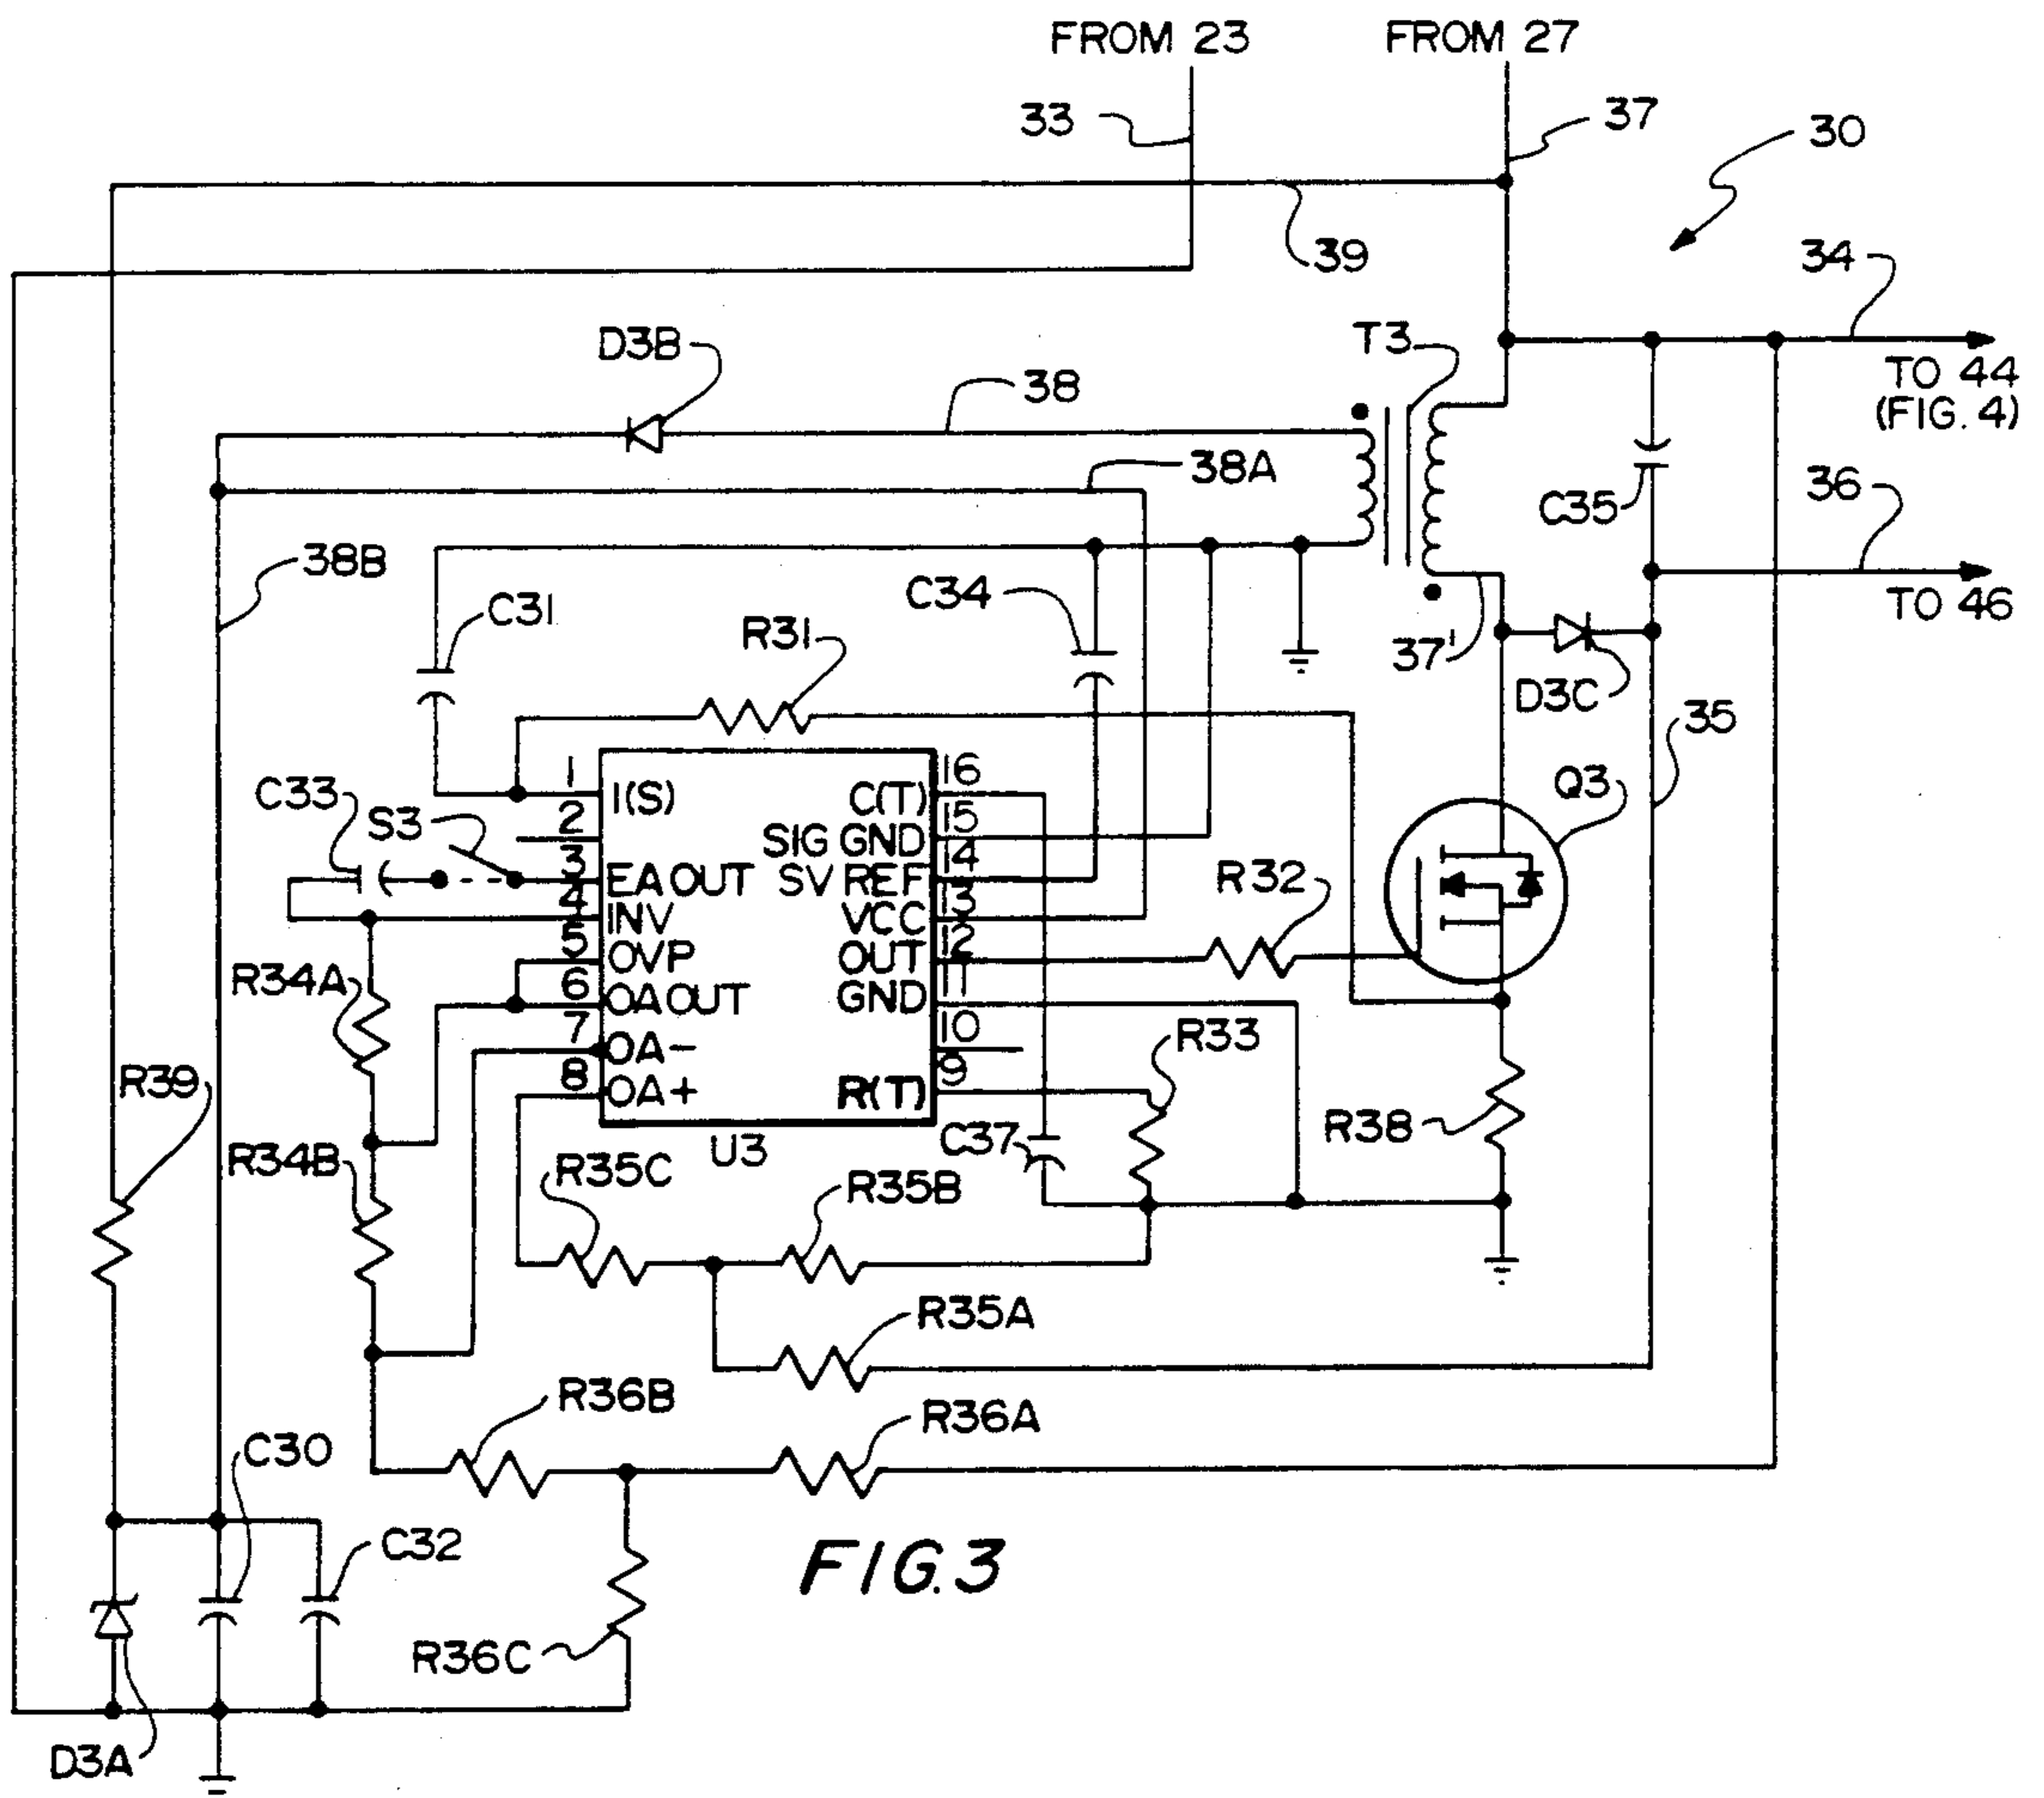 FROM 23
FROM 27
33
37
30
39
34
D3B
T3
TO 44
(FIG. 4)
38
38A
C35
36
38B
C31
C34
TO 46
R31
37'
D3C
35
C33
S3
1
I(S)
2
3
EA OUT
4
INV
5
OVP
6
OA OUT
7
OA-
8
OA+
16
C(T)
15
SIG GND
14
SV REF
13
VCC
12
OUT
11
GND
10
9
R(T)
U3
Q3
R32
R34A
R33
R39
R38
C37
R34B
R35C
R35B
R35A
R36B
R36A
C30
C32
FIG. 3
R36C
D3A